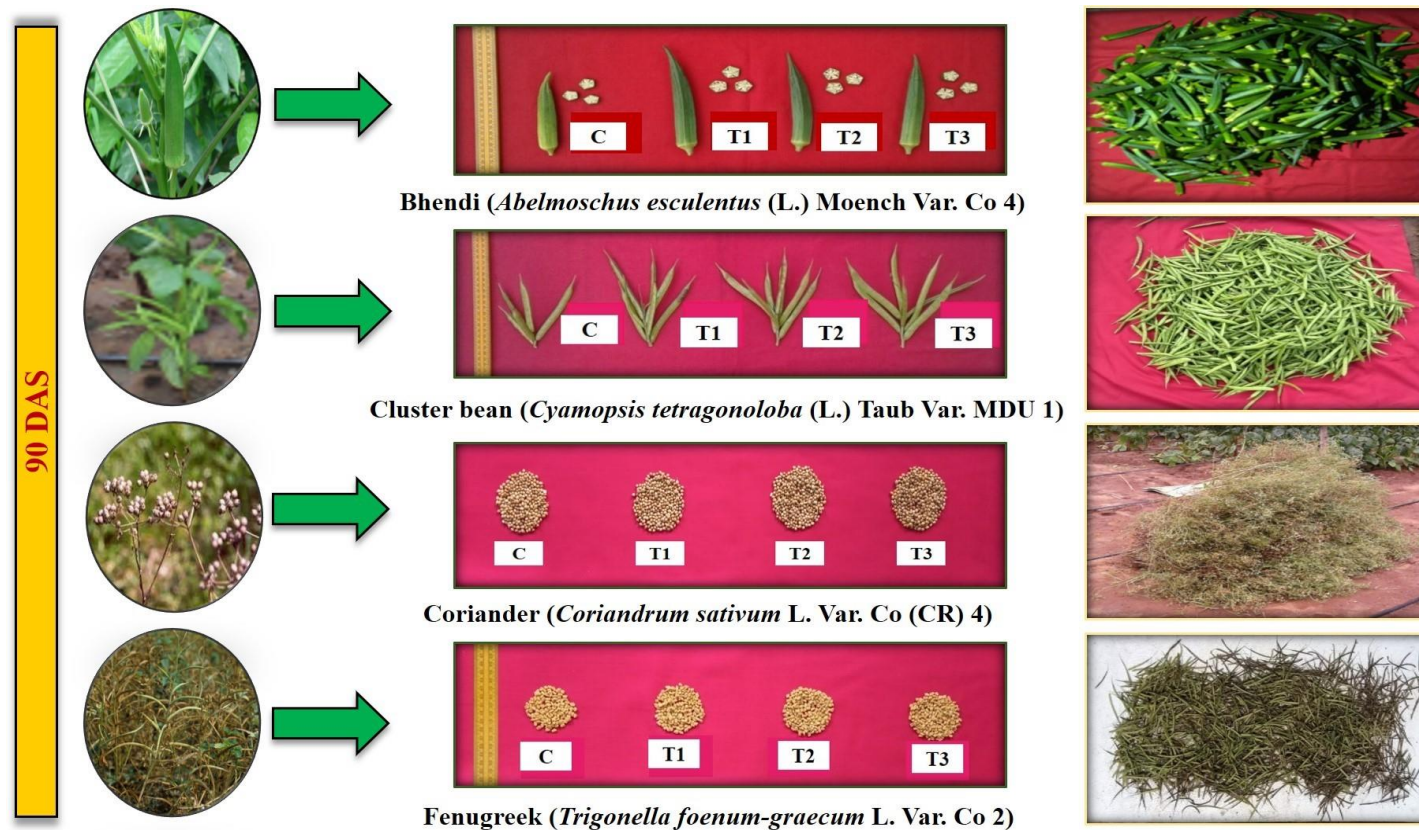 90 DAS
C
T1
T2
T3
Bhendi (Abelmoschus esculentus (L.) Moench Var. Co 4)
C
T1
T2
T3
Cluster bean (Cyamopsis tetragonoloba (L.) Taub Var. MDU 1)
C
T1
T2
T3
Coriander (Coriandrum sativum L. Var. Co (CR) 4)
C
T1
T2
T3
Fenugreek (Trigonella foenum-graecum L. Var. Co 2)